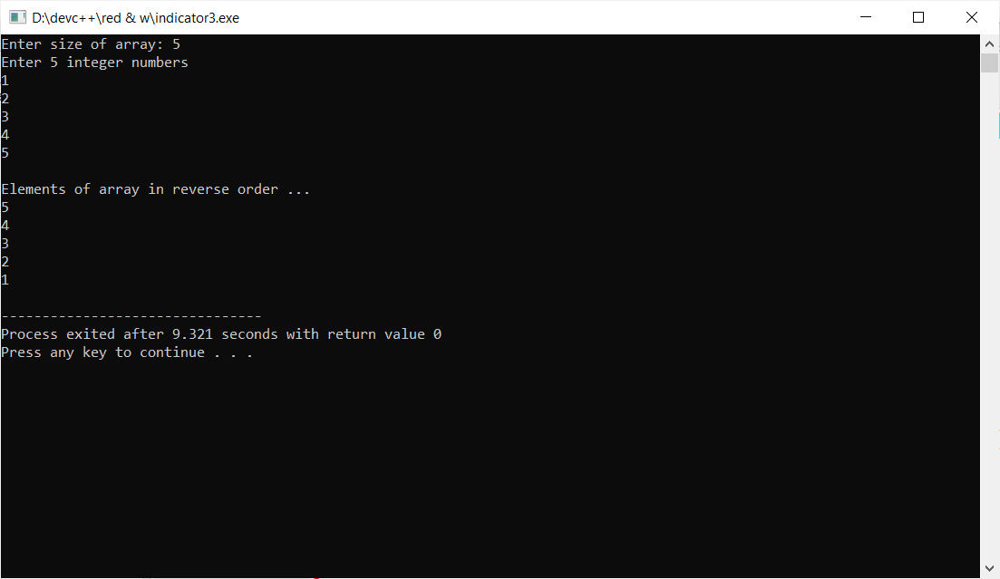 D:\devc++\red & w\indicator3.exe
Enter size of array: 5
Enter 5 integer numbers
1
2
3
4
5
Elements of array in reverse order ...
5
4
3
2
1
--------------------------------
Process exited after 9.321 seconds with return value 0
Press any key to continue . . .